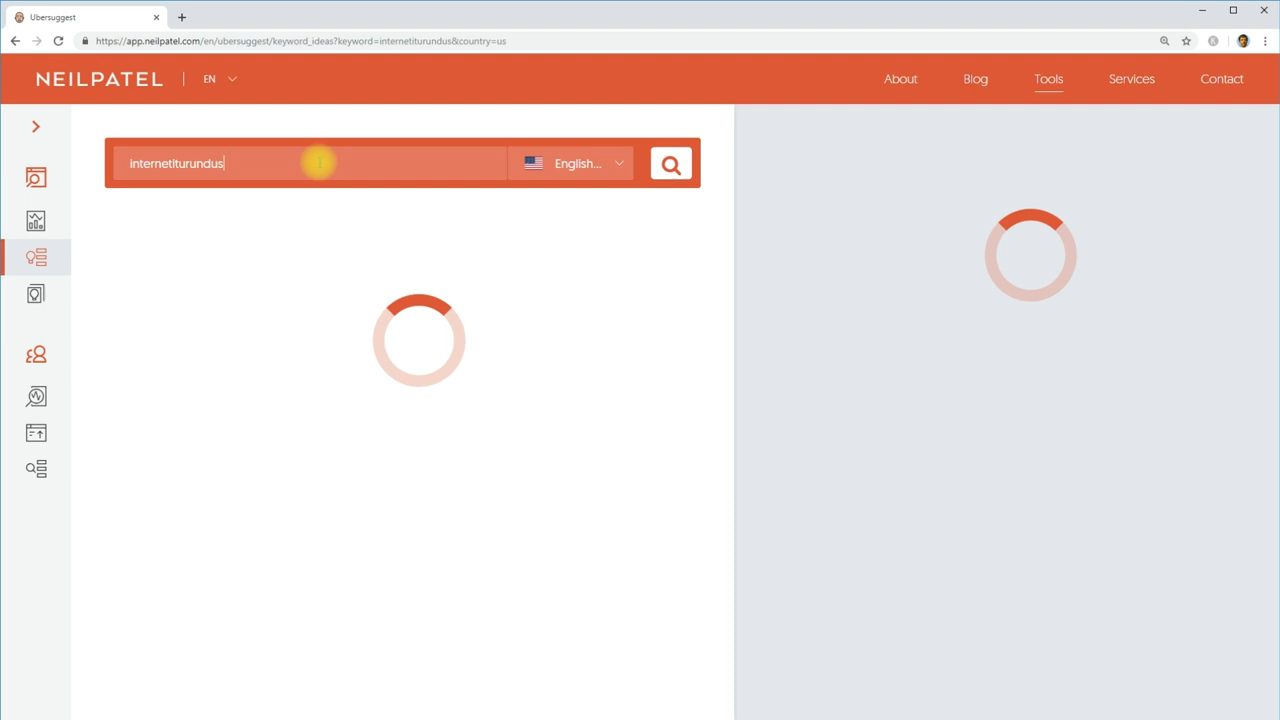 Ubersuggest
https://app.neilpatel.com/en/ubersuggest/keyword_ideas?keyword=internetiturundus&country=us
NEILPATEL
EN
About
Blog
Tools
Services
Contact
internetiturundus
English...